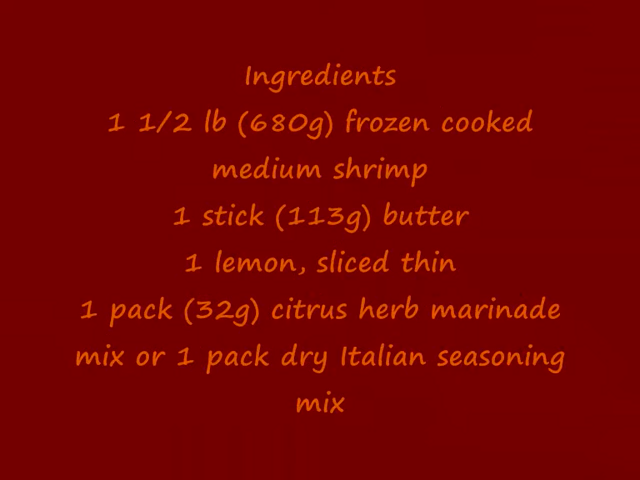 Ingredients
1 1/2 lb (680g) frozen cooked
medium shrimp
1 stick (113g) butter
1 lemon, sliced thin
1 pack (32g) citrus herb marinade
mix or 1 pack dry Italian seasoning
mix